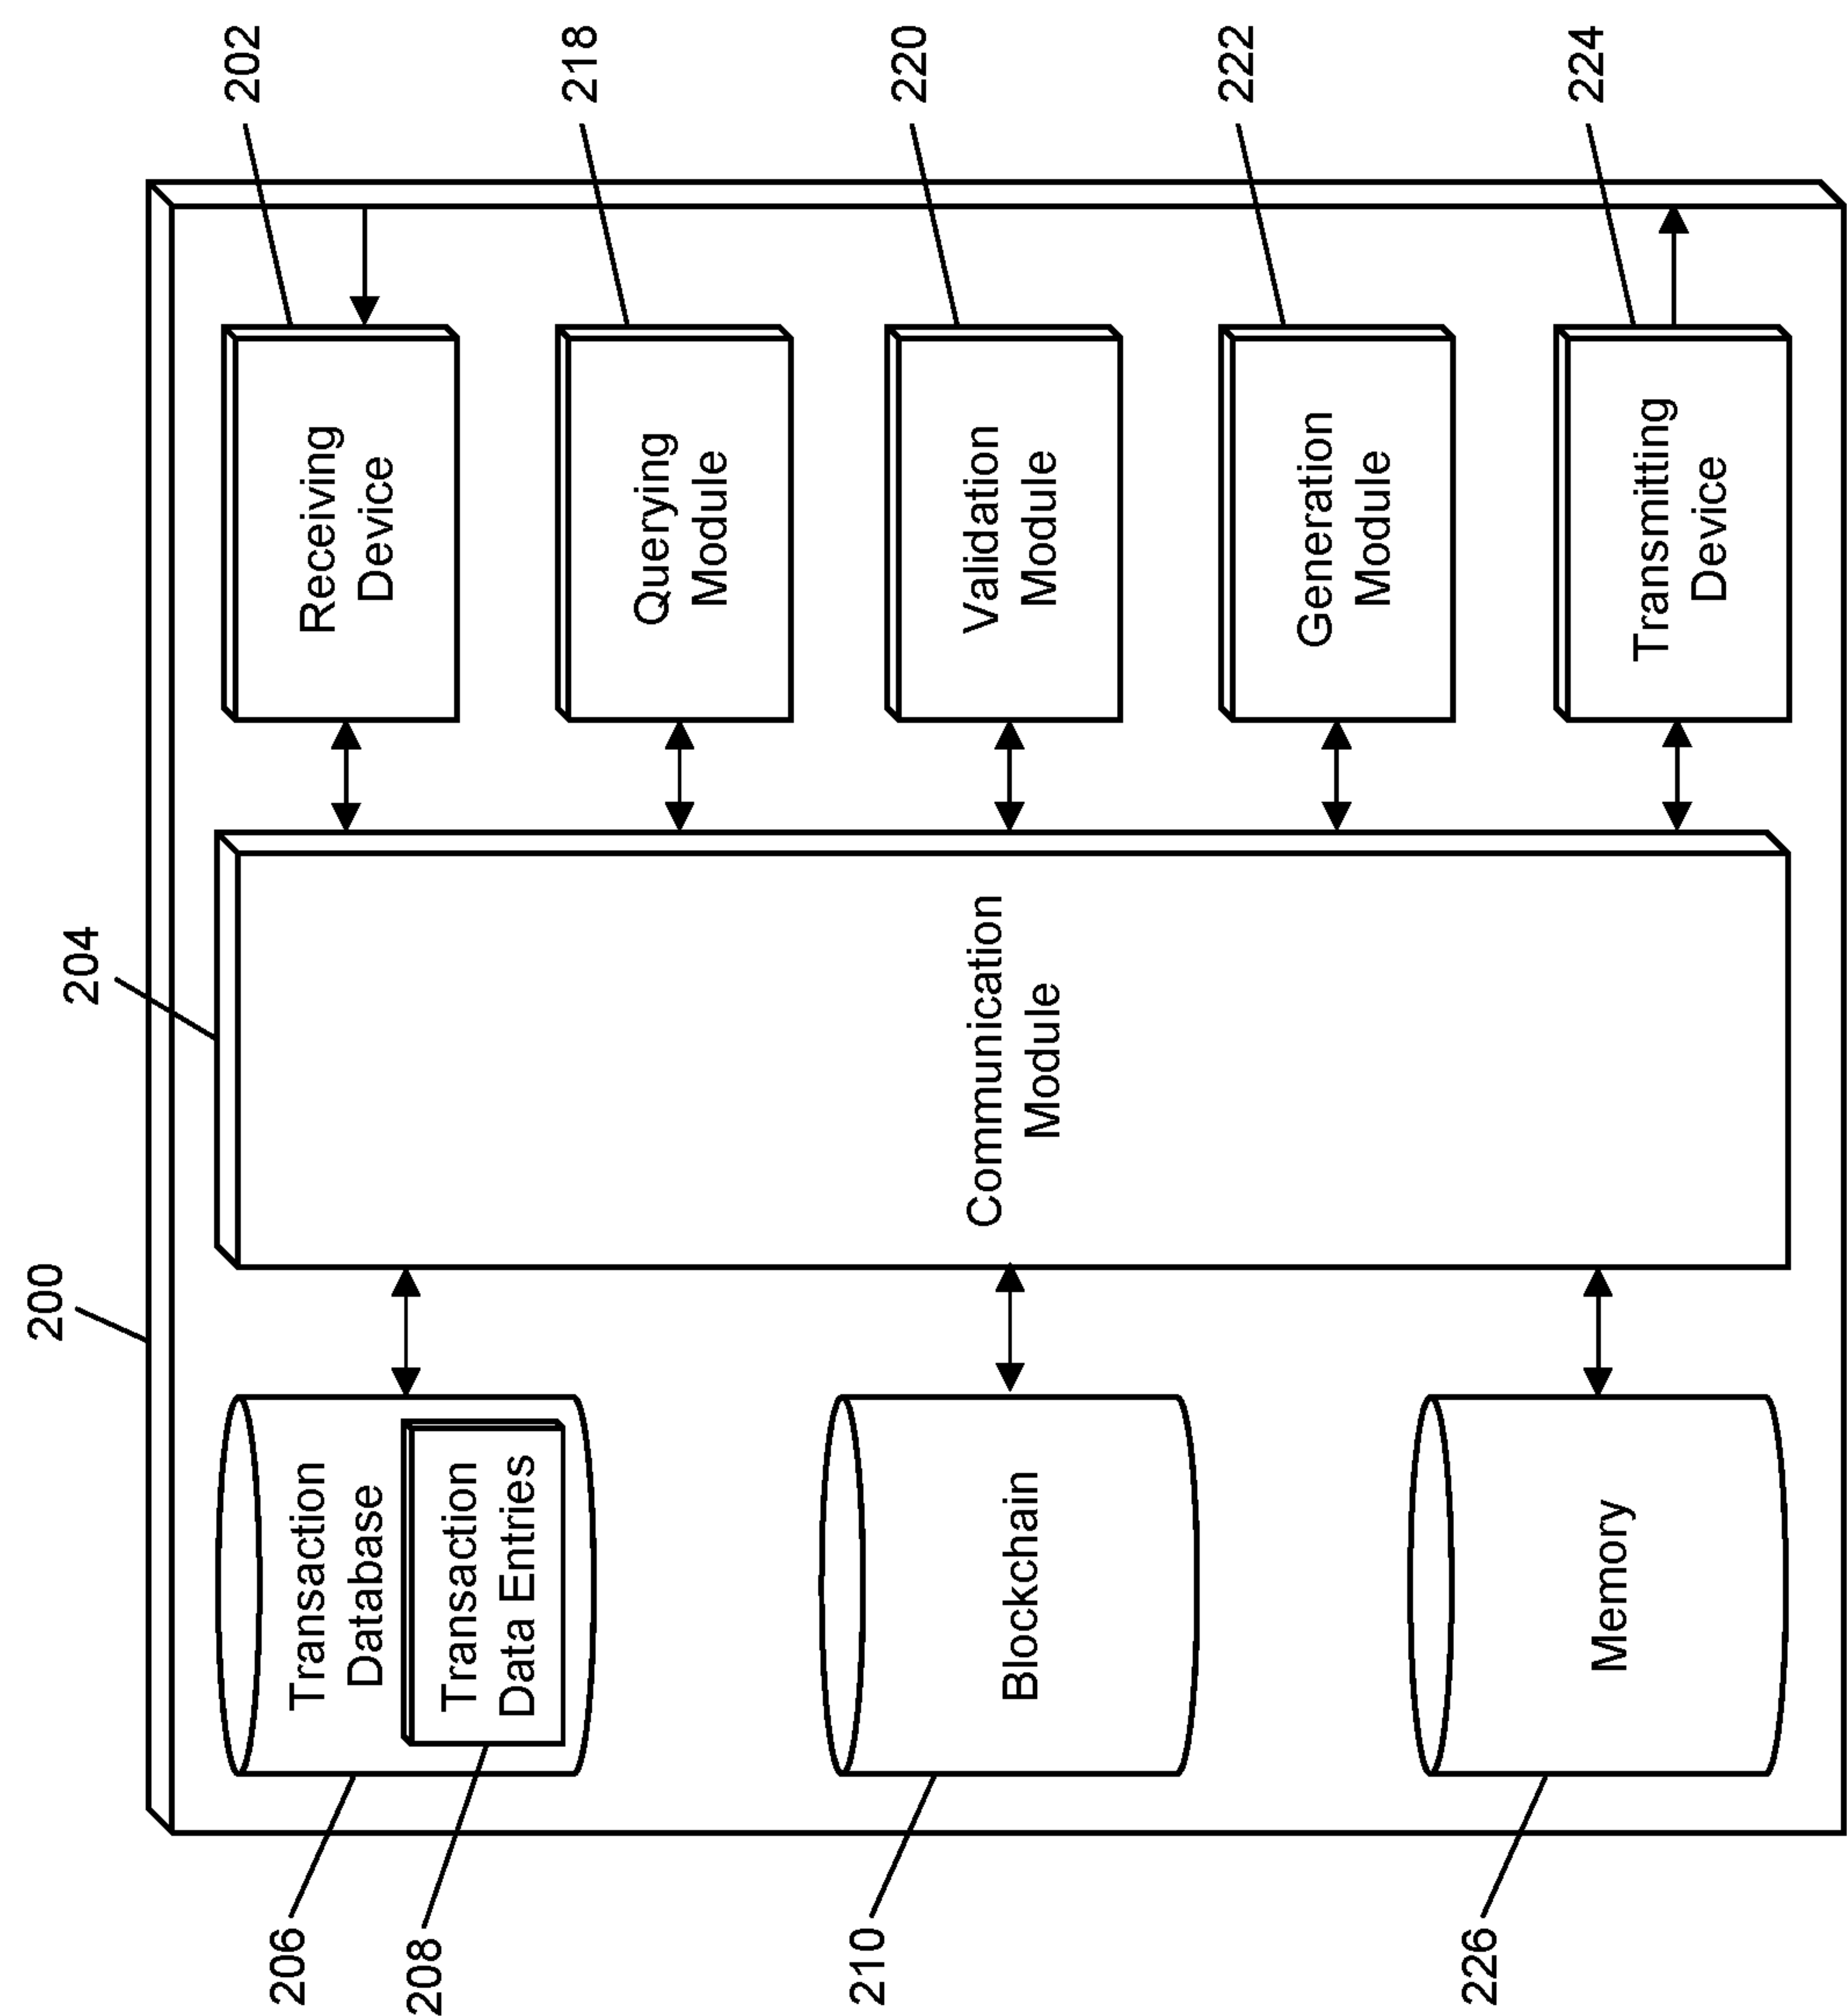 200
204
206
Transaction
Database
208
Transaction
Data Entries
210
Blockchain
226
Memory
Communication
Module
Receiving
Device
202
Querying
Module
218
Validation
Module
220
Generation
Module
222
Transmitting
Device
224